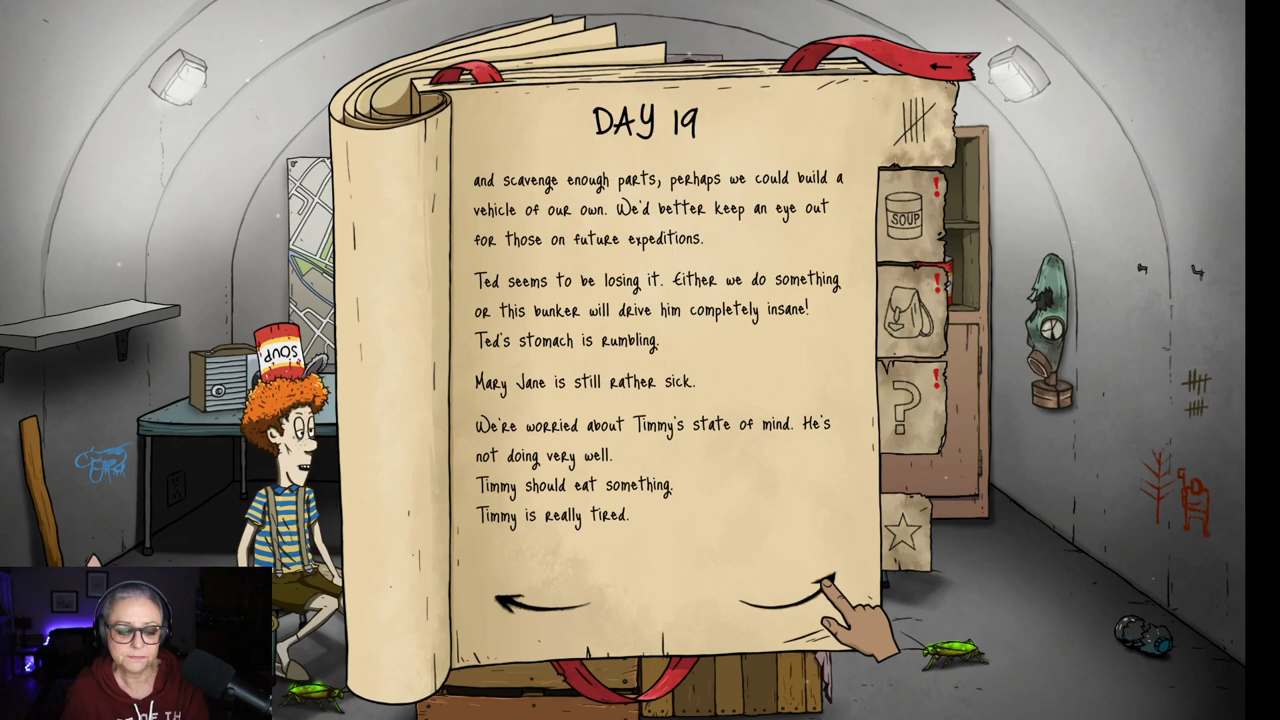 DAY 19
and scavenge enough parts, perhaps we could build a
vehicle of our own. We'd better keep an eye out
for those on future expeditions.
Ted seems to be losing it. Either we do something
or this bunker will drive him completely insane!
Ted's stomach is rumbling.
Mary Jane is still rather sick.
We're worried about Timmy's state of mind. He's
not doing very well.
Timmy should eat something.
Timmy is really tired.
SOUP
!
SOUP
!
!
?